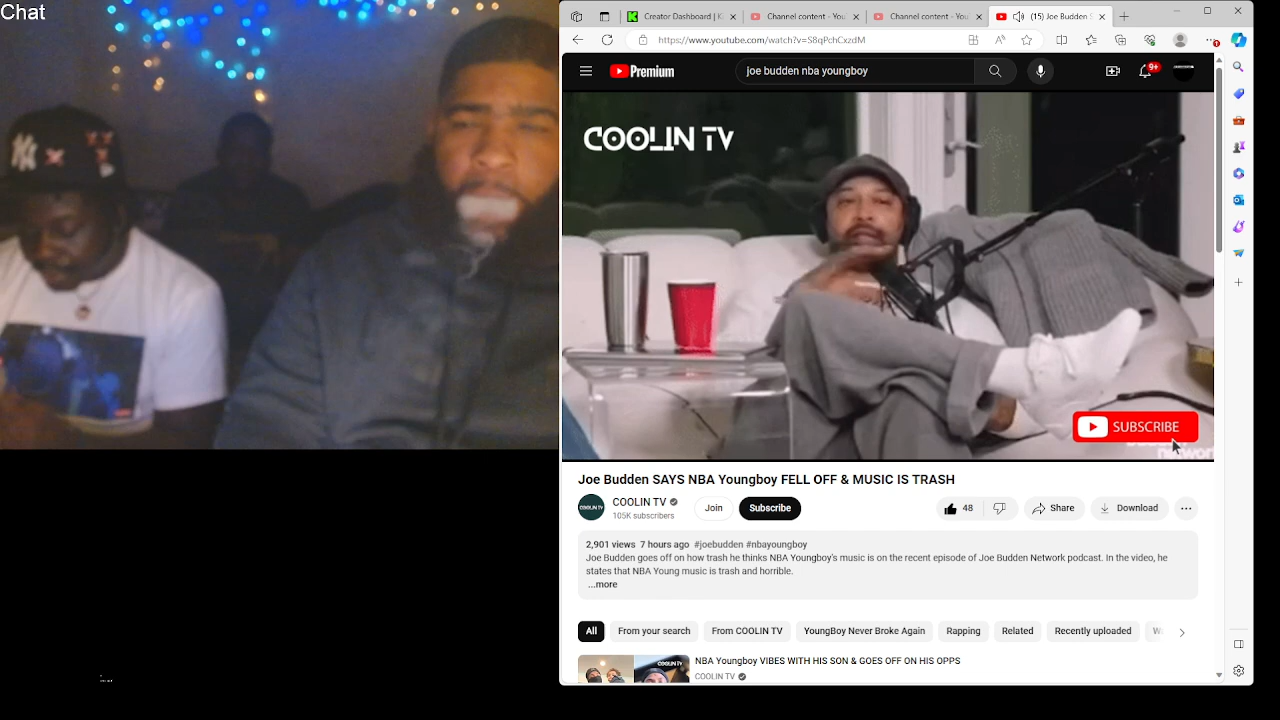 Chat
Creator Dashboard | K
Channel content - You
Channel content - You
(15) Joe Budden S
https://www.youtube.com/watch?v=S8qPchCxzdM
Premium
joe budden nba youngboy
9+
COOLIN TV
NY
SUBSCRIBE
Joe Budden SAYS NBA Youngboy FELL OFF & MUSIC IS TRASH
COOLIN TV
105K subscribers
Join
Subscribe
48
Share
Download
2,901 views 7 hours ago #joebudden #nbayoungboy
Joe Budden goes off on how trash he thinks NBA Youngboy's music is on the recent episode of Joe Budden Network podcast. In the video, he
states that NBA Young music is trash and horrible.
...more
All
From your search
From COOLIN TV
YoungBoy Never Broke Again
Rapping
Related
Recently uploaded
NBA Youngboy VIBES WITH HIS SON & GOES OFF ON HIS OPPS
COOLIN TV
COOLIN TV